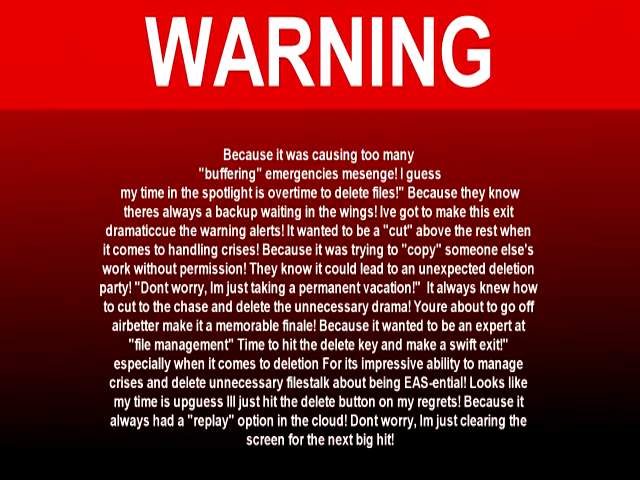 WARNING
Because it was causing too many
"buffering" emergencies mesenge! I guess
my time in the spotlight is overtime to delete files!" Because they know
theres always a backup waiting in the wings! Ive got to make this exit
dramaticcue the warning alerts! It wanted to be a "cut" above the rest when
it comes to handling crises! Because it was trying to "copy" someone else's
work without permission! They know it could lead to an unexpected deletion
party! "Dont worry, Im just taking a permanent vacation!" It always knew how
to cut to the chase and delete the unnecessary drama! Youre about to go off
airbetter make it a memorable finale! Because it wanted to be an expert at
"file management" Time to hit the delete key and make a swift exit!"
especially when it comes to deletion For its impressive ability to manage
crises and delete unnecessary filestalk about being EAS-ential! Looks like
my time is upguess Ill just hit the delete button on my regrets! Because it
always had a "replay" option in the cloud! Dont worry, Im just clearing the
screen for the next big hit!